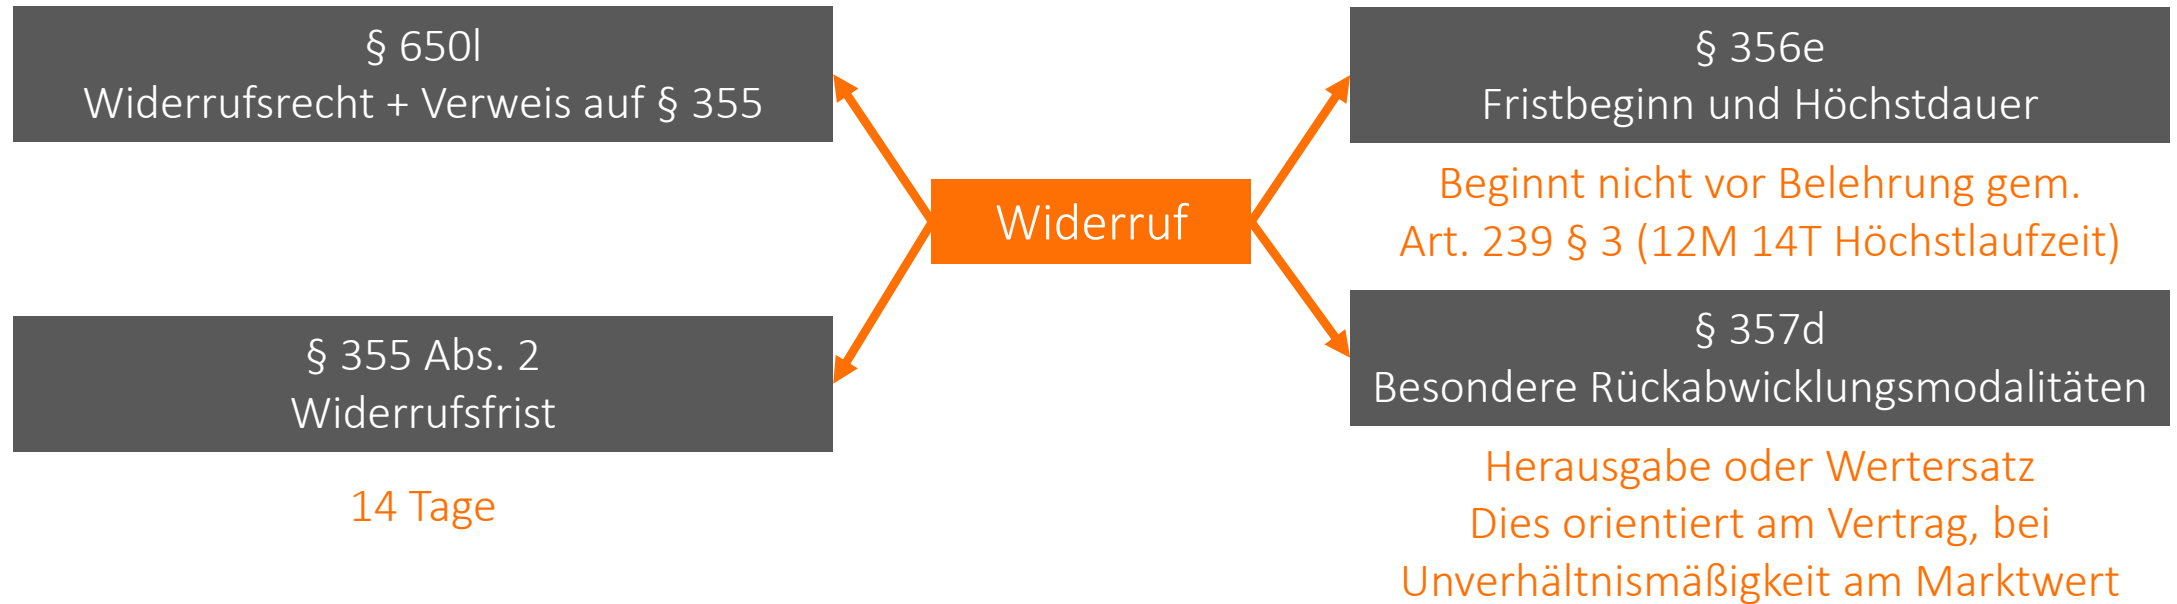 § 650l
Widerrufsrecht + Verweis auf § 355
§ 356e
Fristbeginn und Höchstdauer
Beginnt nicht vor Belehrung gem.
Art. 239 § 3 (12M 14T Höchstlaufzeit)
Widerruf
§ 355 Abs. 2
Widerrufsfrist
14 Tage
§ 357d
Besondere Rückabwicklungsmodalitäten
Herausgabe oder Wertersatz
Dies orientiert am Vertrag, bei
Unverhältnismäßigkeit am Marktwert